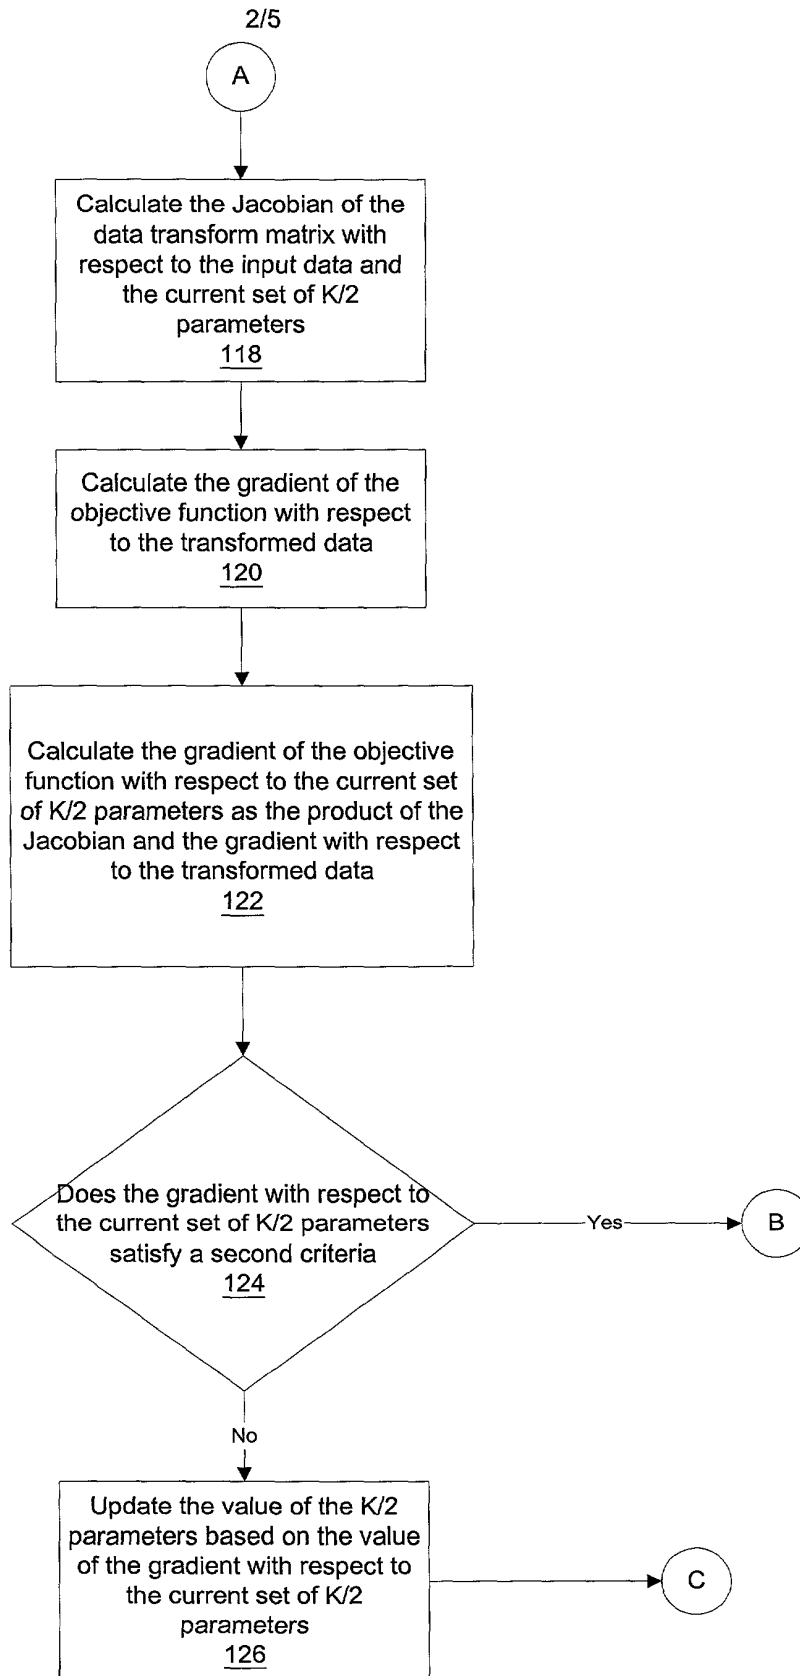 2/5
A
Calculate the Jacobian of the
data transform matrix with
respect to the input data and
the current set of K/2
parameters
118
Calculate the gradient of the
objective function with respect
to the transformed data
120
Calculate the gradient of the objective
function with respect to the current set
of K/2 parameters as the product of the
Jacobian and the gradient with respect
to the transformed data
122
Does the gradient with respect to
the current set of K/2 parameters
satisfy a second criteria
124
Yes
B
No
Update the value of the K/2
parameters based on the value
of the gradient with respect to
the current set of K/2
parameters
126
C